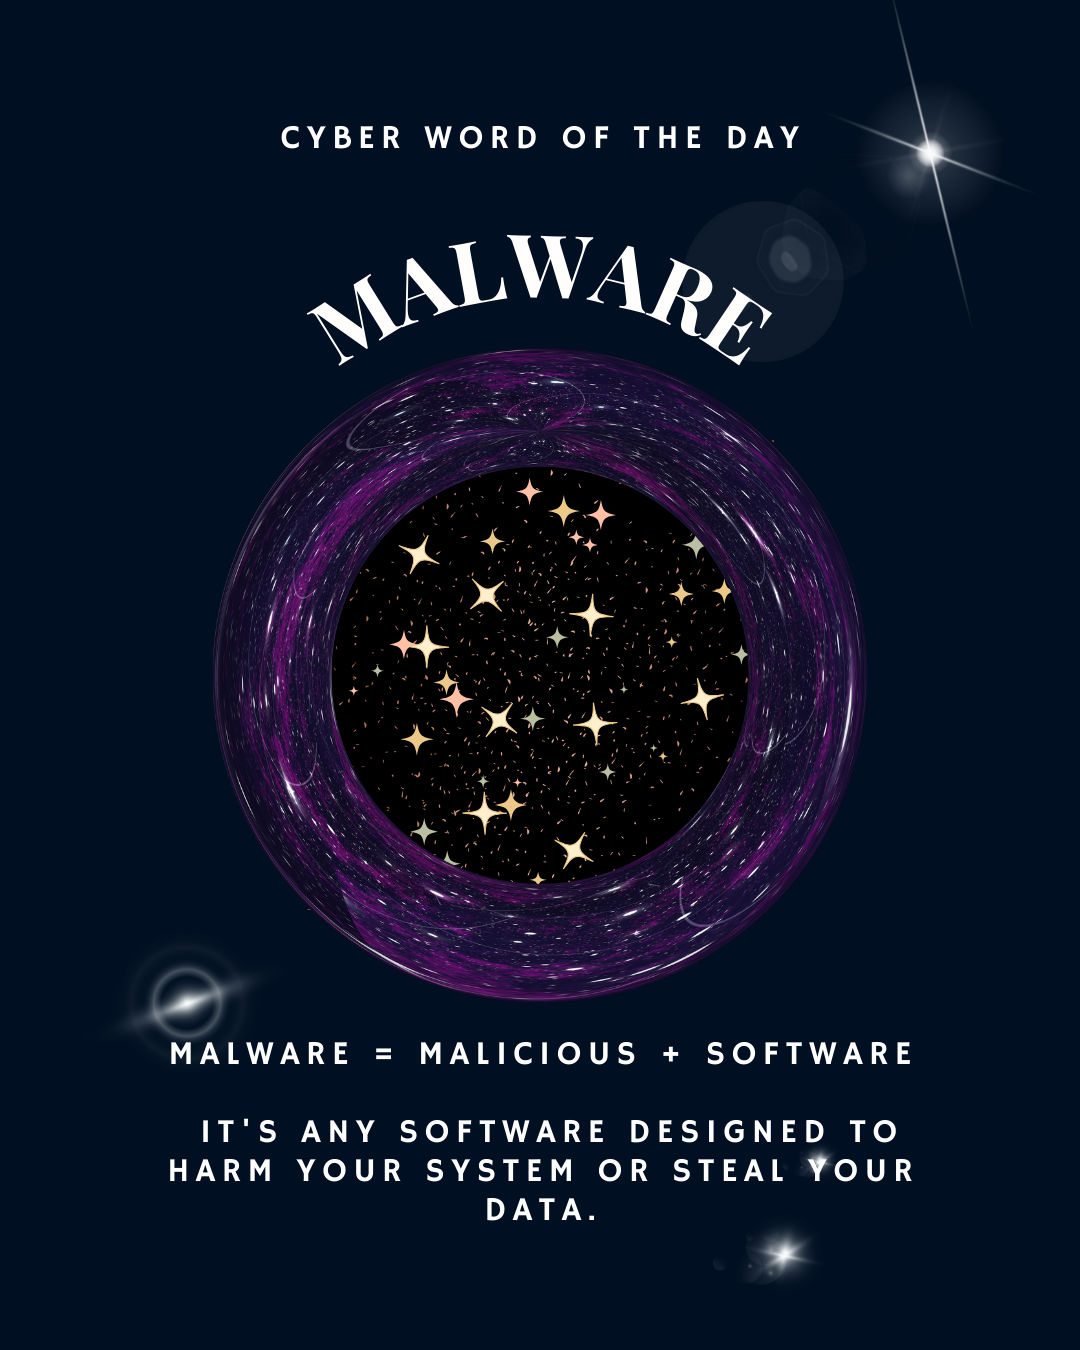 CYBER WORD OF THE DAY
MALWARE
MALWARE = MALICIOUS + SOFTWARE
IT'S ANY SOFTWARE DESIGNED TO
HARM YOUR SYSTEM OR STEAL YOUR
DATA.